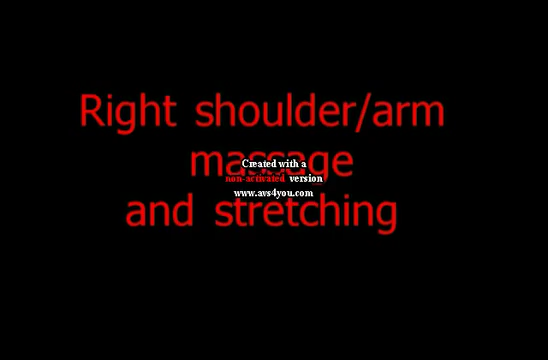 Right shoulder/arm
massage
Created with a
non-activated version
www.avs4you.com
and stretching